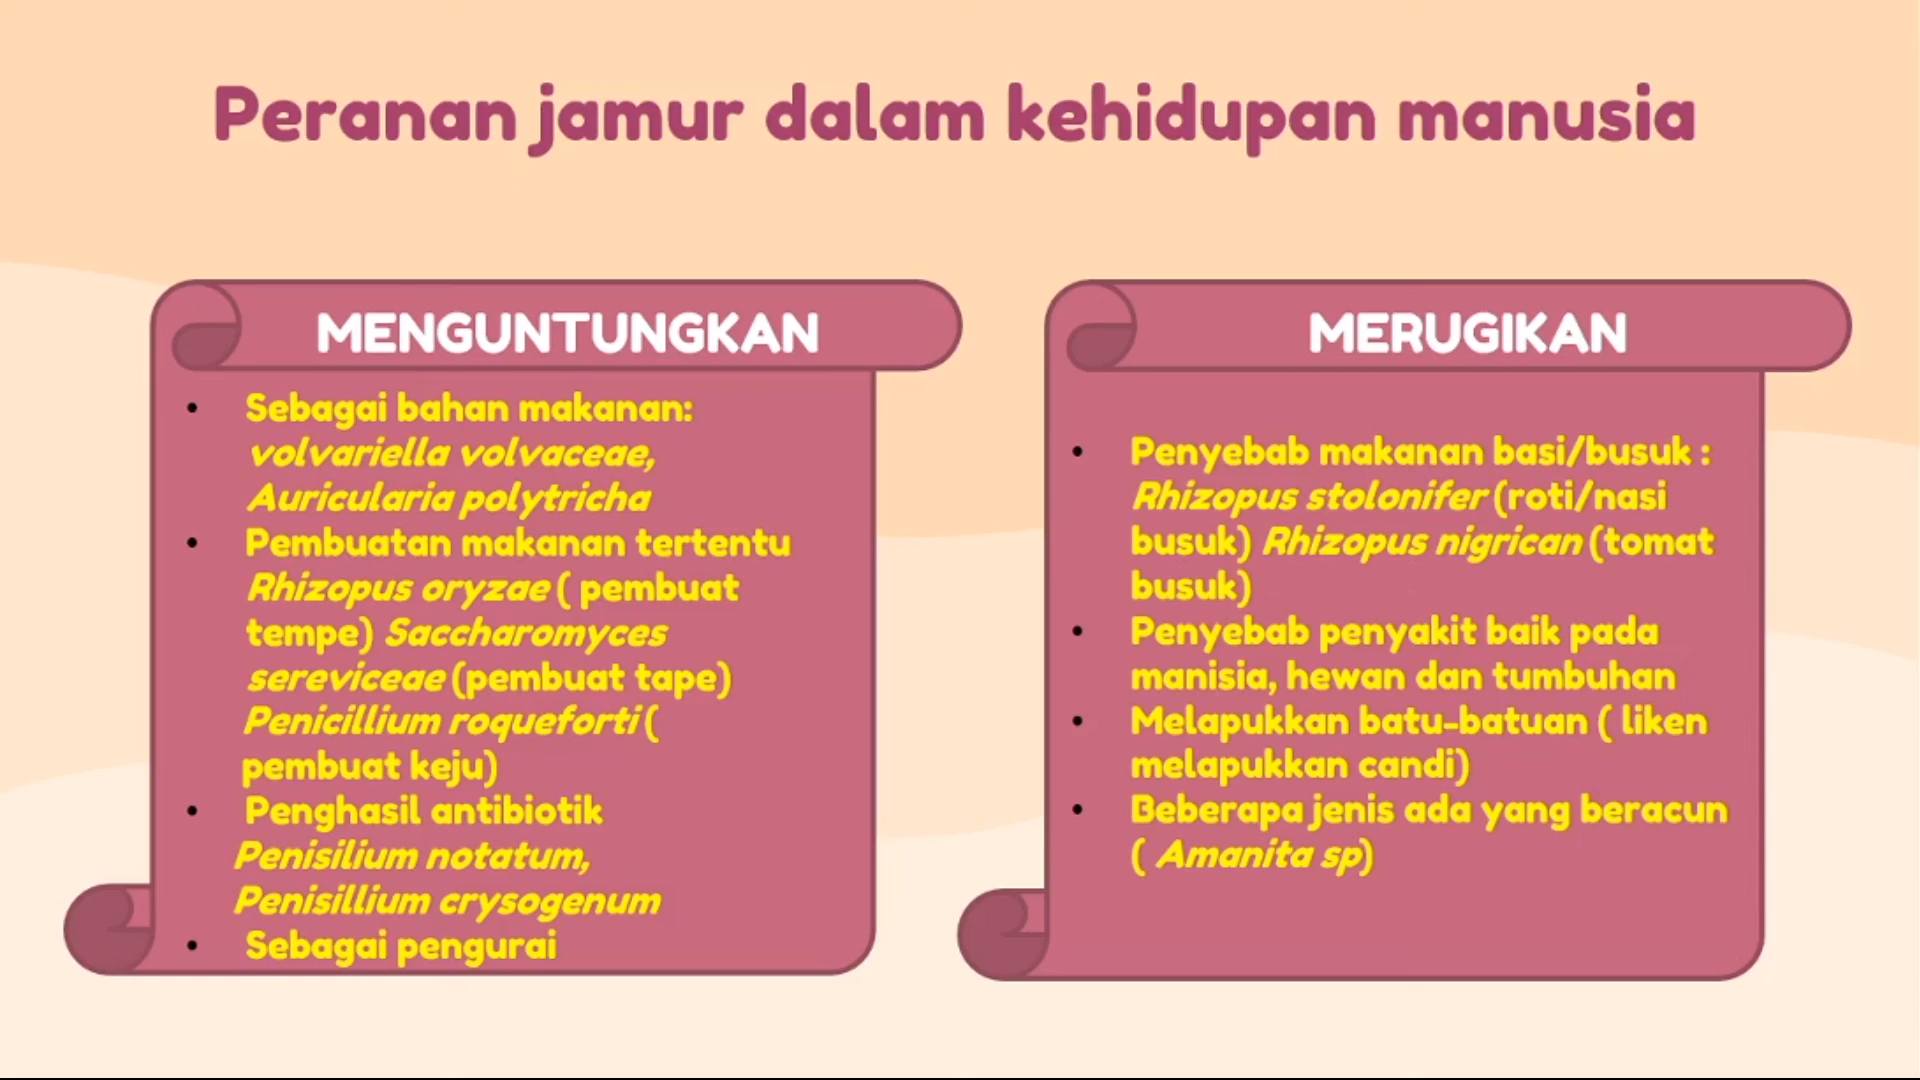 Peranan jamur dalam kehidupan manusia
MENGUNTUNGKAN
• Sebagai bahan makanan:
volvariella volvaceae,
Auricularia polytricha
• Pembuatan makanan tertentu
Rhizopus oryzae ( pembuat
tempe) Saccharomyces
sereviceae (pembuat tape)
Penicillium roqueforti (
pembuat keju)
• Penghasil antibiotik
Penisilium notatum,
Penisillium crysogenum
• Sebagai pengurai
MERUGIKAN
• Penyebab makanan basi/busuk :
Rhizopus stolonifer (roti/nasi
busuk) Rhizopus nigrican (tomat
busuk)
• Penyebab penyakit baik pada
manisia, hewan dan tumbuhan
• Melapukkan batu-batuan ( liken
melapukkan candi)
• Beberapa jenis ada yang beracun
( Amanita sp)